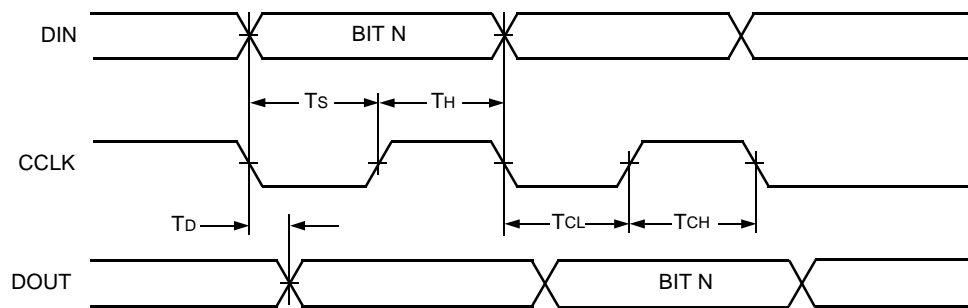 DIN
BIT N
TS
TH
CCLK
TD
TCL
TCH
DOUT
BIT N